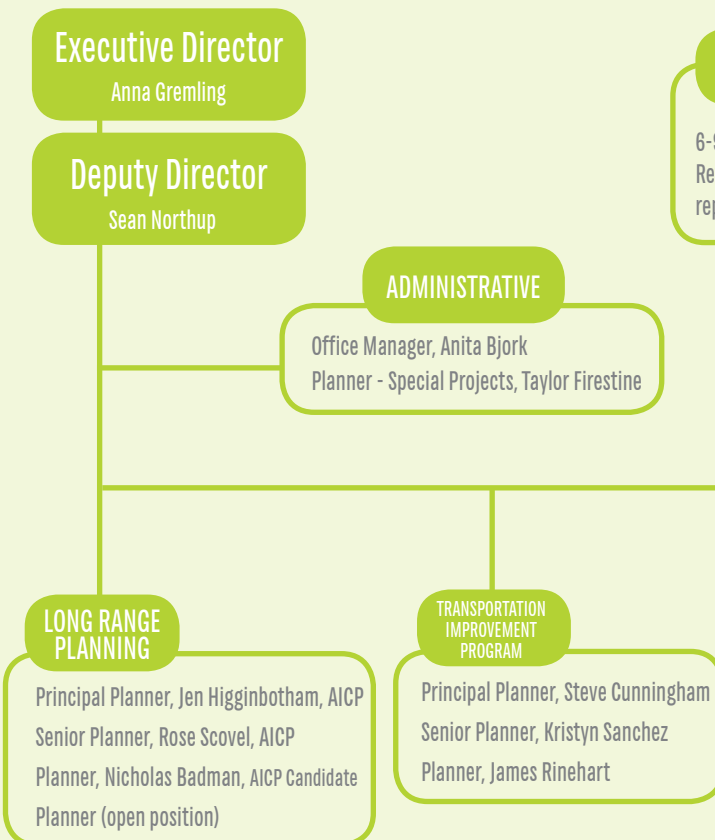 Executive Director
Anna Gremling
Deputy Director
Sean Northup
ADMINISTRATIVE
Office Manager, Anita Bjork
Planner - Special Projects, Taylor Firestine
LONG RANGE
PLANNING
Principal Planner, Jen Higginbotham, AICP
Senior Planner, Rose Scovel, AICP
Planner, Nicholas Badman, AICP Candidate
Planner (open position)
TRANSPORTATION
IMPROVEMENT
PROGRAM
Principal Planner, Steve Cunningham
Senior Planner, Kristyn Sanchez
Planner, James Rinehart